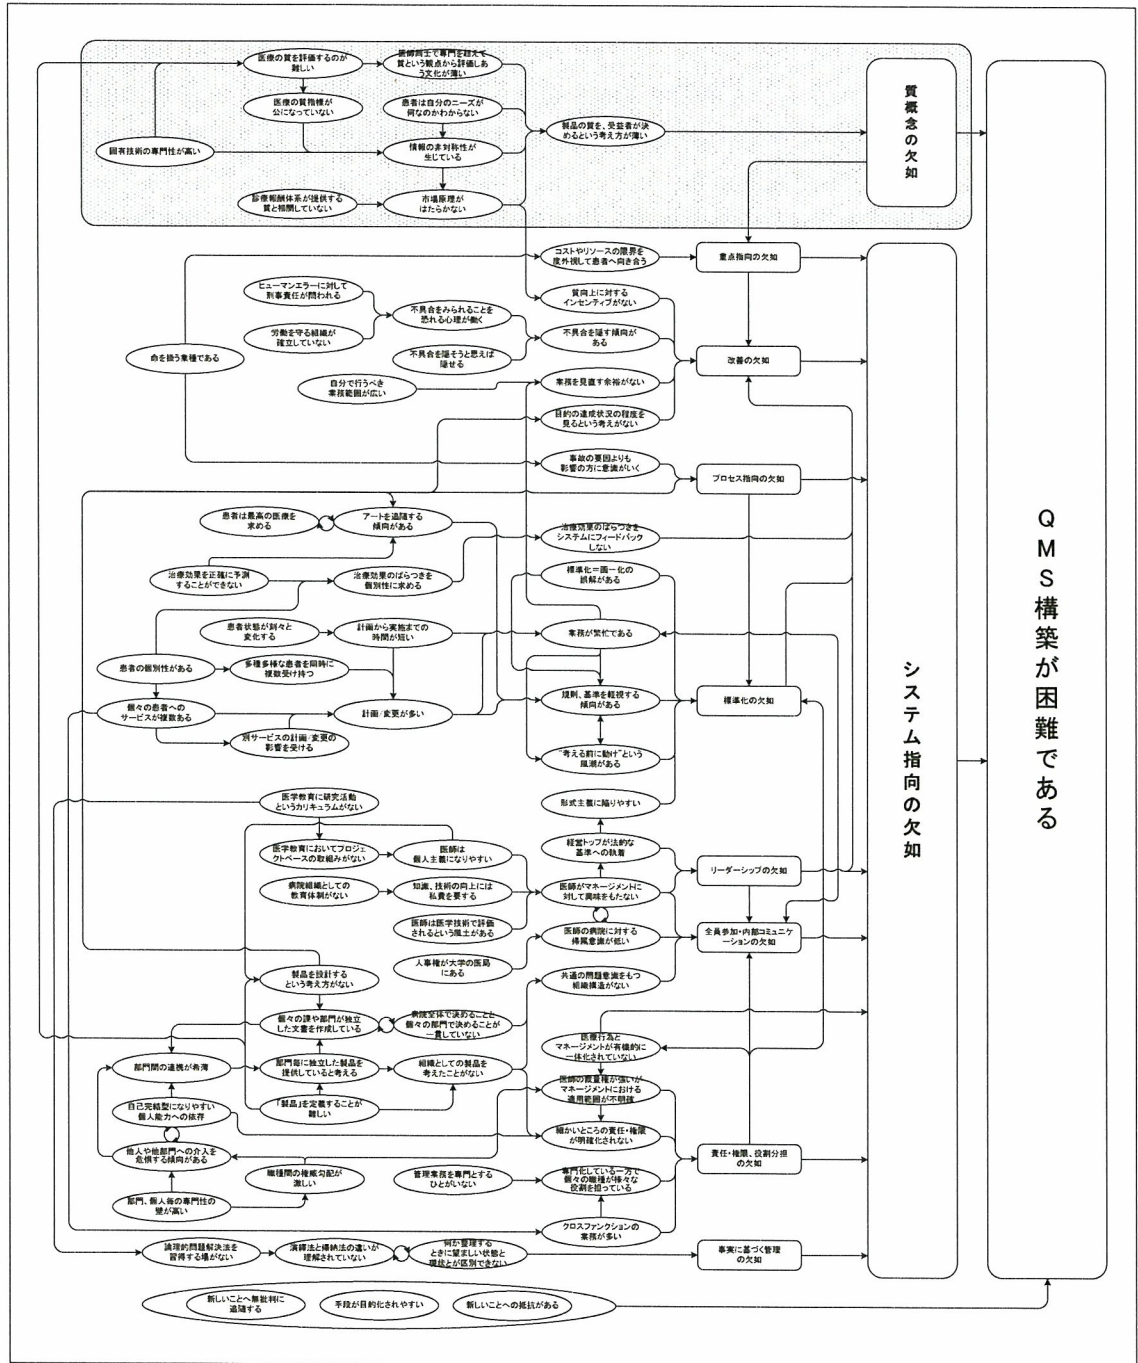 医療の質を評価するのが
難しい
医師同士で専門を超えて
質という観点から評価しあ
う文化が薄い
医療の質指標が
公になっていない
患者は自分のニーズが
何なのかわからない
固有技術の専門性が高い
情報の非対称性が
生じている
製品の質を、受益者が決
めるという考え方が薄い
診療報酬体系が提供する
質と相関していない
市場原理が
はたらかない
質概念の欠如
コストやリソースの限界を
度外視して患者へ向き合う
重点指向の欠如
ヒューマンエラーに対して
刑事責任が問われる
労働を守る組織が
確立していない
不具合をみられることを
恐れる心理が働く
不具合を隠そうと思えば
隠せる
質向上に対する
インセンティブがない
不具合を隠す傾向が
ある
命を扱う業種である
自分で行うべき
業務範囲が広い
業務を見直す余裕がない
改善の欠如
目的の達成状況の程度を
見るという考えがない
事故の要因よりも
影響の方に意識がいく
プロセス指向の欠如
患者は最高の医療を
求める
アートを追随する
傾向がある
治療効果のばらつきを
システムにフィードバック
しない
治療効果を正確に予測
することができない
治療効果のばらつきを
個別性に求める
標準化=画一化の
誤解がある
患者状態が刻々と
変化する
計画から実施までの
時間が短い
業務が繁忙である
患者の個別性がある
多種多様な患者を同時に
複数受け持つ
個々の患者への
サービスが複数ある
計画/変更が多い
規則、基準を軽視する
傾向がある
標準化の欠如
別サービスの計画/変更の
影響を受ける
“考える前に動け”という
風潮がある
システム指向の欠如
QMS構築が困難である
医学教育に研究活動
というカリキュラムがない
形式主義に陥りやすい
医学教育においてプロジェ
クトベースの取組みがない
医師は
個人主義になりやすい
経営トップが法的な
基準への執着
リーダーシップの欠如
病院組織としての
教育体制がない
知識、技術の向上には
私費を要する
医師がマネージメントに
対して興味をもたない
医師は医学技術で評価
されるという風土がある
医師の病院に対する
帰属意識が低い
全員参加・内部コミュニケ
ーションの欠如
人事権が大学の医局
にある
共通の問題意識をもつ
組織構造がない
製品を設計する
という考え方がない
個々の課や部門が独立
した文書を作成している
病院全体で決めることと
個々の部門で決めることが
一貫していない
医療行為と
マネージメントが有機的に
一体化されていない
部門間の連携が希薄
部門毎に独立した製品を
提供していると考える
組織としての製品を
考えたことがない
医師の裁量権が強いが
マネージメントにおける
適用範囲が不明確
自己完結型になりやすい
個人能力への依存
「製品」を定義することが
難しい
細かいところの責任・権限
が明確化されない
他人や他部門への介入を
危惧する傾向がある
責任・権限、役割分担
の欠如
職種間の権威勾配が
激しい
管理業務を専門とする
ひとがいない
専門化している一方で
個々の職種が様々な
役割を担っている
部門、個人毎の専門性の
壁が高い
クロスファンクションの
業務が多い
論理的問題解決法を
習得する場がない
演繹法と帰納法の違いが
理解されていない
何か整理する
ときに望ましい状態と
現状とが区別できない
事実に基づく管理
の欠如
新しいことへ無批判に
追随する
手段が目的化されやすい
新しいことへの抵抗がある